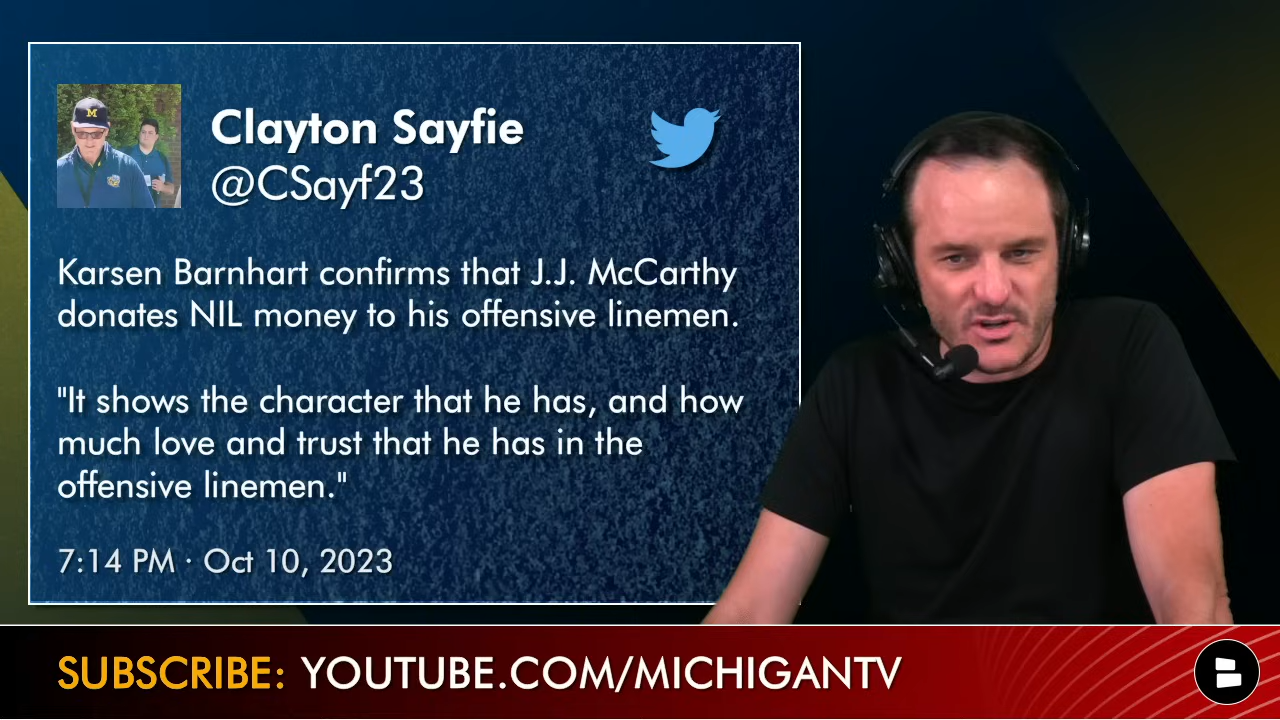 M
Clayton Sayfie
@CSayf23
Karsen Barnhart confirms that J.J. McCarthy
donates NIL money to his offensive linemen.
"It shows the character that he has, and how
much love and trust that he has in the
offensive linemen."
7:14 PM · Oct 10, 2023
SUBSCRIBE: YOUTUBE.COM/MICHIGANTV